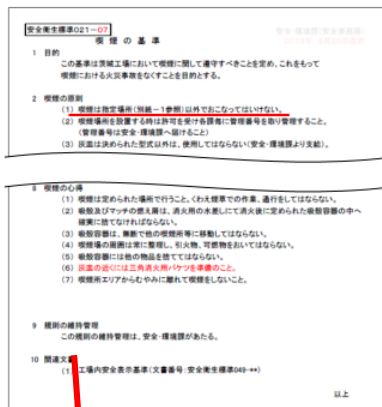 安全衛生標準021-07
喫煙の基準
1 目的
この基準は茨城工場において喫煙に関して遵守すべきことを定め、これをもって
喫煙における火災事故をなくすことを目的とする。
2 喫煙の原則
(1) 喫煙は指定場所(別紙-1参照)以外でおこなってはいけない。
(2) 喫煙場所を設置する時は許可を受け各課毎に管理番号を取り管理すること。
(管理番号は安全・環境課へ届けること)
(3) 灰皿は決められた型式以外は、使用してはならない(安全・環境課より支給)。
8 喫煙の心得
(1) 喫煙は定められた場所で行うこと。くわえ煙草での作業、通行をしてはならない。
(2) 吸殻及びマッチの燃え屑は、消火用の水差しにて消火後に定められた吸殻容器の中へ
確実に捨てなければならない。
(3) 吸殻容器は、無断で他の喫煙所等に移動してはならない。
(4) 喫煙場の周囲は常に整理し、引火物、可燃物をおいてはならない。
(5) 吸殻容器には他の物品を捨ててはならない。
(6) 灰皿の近くには三角消火用バケツを準備のこと。
(7) 喫煙所エリアからむやみに離れて喫煙をしないこと。
9 規則の維持管理
この規則の維持管理は、安全・環境課があたる。
10 関連文書
(1) 工場内安全表示基準(文書番号:安全衛生標準049-**)
以上